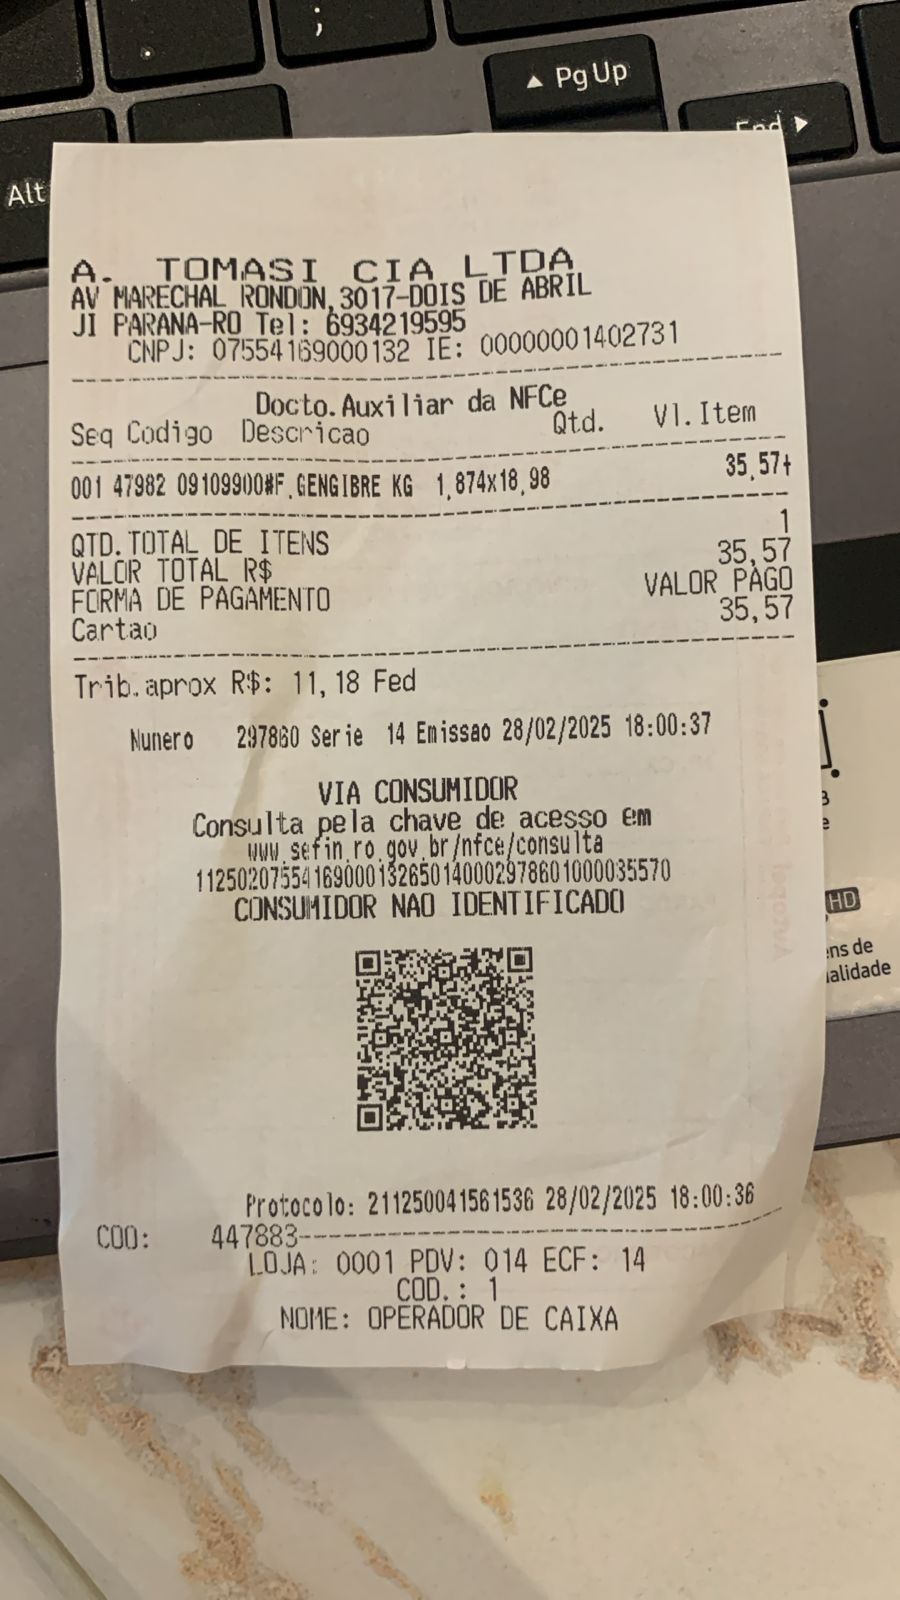 ;
.
▲ Pg Up
End ▶
Alt
A. TOMASI CIA LTDA
AV MARECHAL RONDON, 3017-DOIS DE ABRIL
JI PARANA-RO Tel: 6934219595
CNPJ: 07554169000132 IE: 00000001402731
Docto.Auxiliar da NFCe
Seq Codigo Descricao Qtd. Vl.Item
001 47982 09109900#F.GENGIBRE KG 1,874x18,98 35,57t
QTD.TOTAL DE ITENS 1
VALOR TOTAL R$ 35,57
FORMA DE PAGAMENTO VALOR PAGO
Cartao 35,57
Trib.aprox R$: 11,18 Fed
Nunero 297860 Serie 14 Emissao 28/02/2025 18:00:37
VIA CONSUMIDOR
Consulta pela chave de acesso em
www.sefin.ro.gov.br/nfce/consulta
11250207554169000132650140002978601000035570
CONSUMIDOR NAO IDENTIFICADO
Protocolo: 211250041561536 28/02/2025 18:00:36
COO: 447883
LOJA: 0001 PDV: 014 ECF: 14
COD.: 1
NOME: OPERADOR DE CAIXA
HD
ens de
alidade